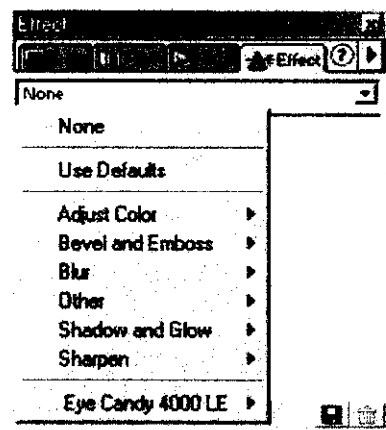 Effect
Effect ?
None
None
Use Defaults
Adjust Color
Bevel and Emboss
Blur
Other
Shadow and Glow
Sharpen
Eye Candy 4000 LE